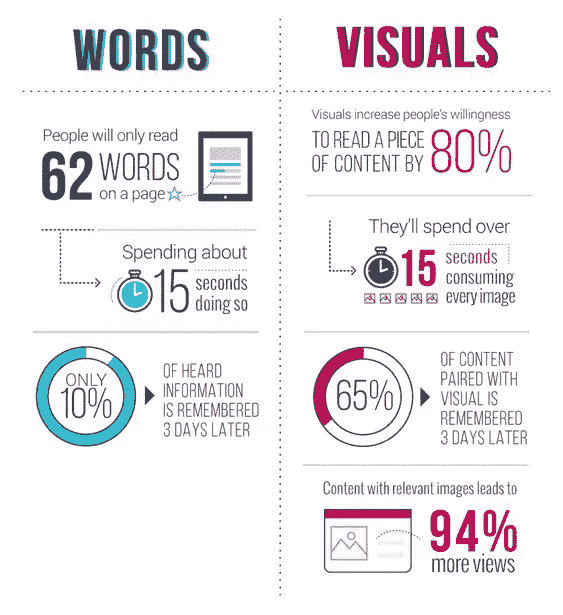 WORDS
People will only read
62 WORDS
on a page
Spending about
15 seconds
doing so
ONLY
10%
OF HEARD
INFORMATION
IS REMEMBERED
3 DAYS LATER
VISUALS
Visuals increase people's willingness
TO READ A PIECE
OF CONTENT BY 80%
They'll spend over
15 seconds
consuming
every image
65%
OF CONTENT
PAIRED WITH
VISUAL IS
REMEMBERED
3 DAYS LATER
Content with relevant images leads to
94%
more views